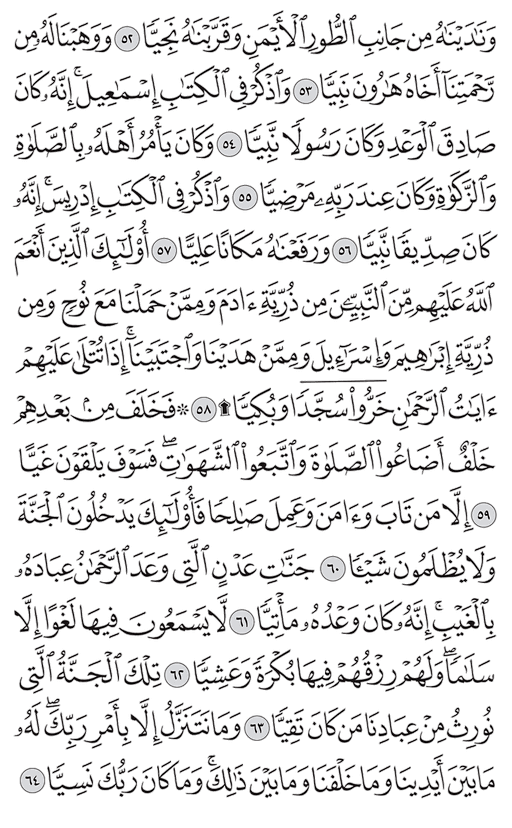 وَنَٰدَيۡنَٰهُ مِن جَانِبِ ٱلطُّورِ ٱلۡأَيۡمَنِ وَقَرَّبۡنَٰهُ نَجِيّٗا ٥٢ وَوَهَبۡنَا لَهُۥ مِن
رَّحۡمَتِنَآ أَخَاهُ هَٰرُونَ نَبِيّٗا ٥٣ وَٱذۡكُرۡ فِي ٱلۡكِتَٰبِ إِسۡمَٰعِيلَۚ إِنَّهُۥ كَانَ
صَادِقَ ٱلۡوَعۡدِ وَكَانَ رَسُولٗا نَّبِيّٗا ٥٤ وَكَانَ يَأۡمُرُ أَهۡلَهُۥ بِٱلصَّلَوٰةِ
وَٱلزَّكَوٰةِ وَكَانَ عِندَ رَبِّهِۦ مَرۡضِيّٗا ٥٥ وَٱذۡكُرۡ فِي ٱلۡكِتَٰبِ إِدۡرِيسَۚ إِنَّهُۥ
كَانَ صِدِّيقٗا نَّبِيّٗا ٥٦ وَرَفَعۡنَٰهُ مَكَانًا عَلِيًّا ٥٧ أُوْلَٰٓئِكَ ٱلَّذِينَ أَنۡعَمَ
ٱللَّهُ عَلَيۡهِم مِّنَ ٱلنَّبِيِّـۧنَ مِن ذُرِّيَّةِ ءَادَمَ وَمِمَّنۡ حَمَلۡنَا مَعَ نُوحٖ وَمِن
ذُرِّيَّةِ إِبۡرَٰهِيمَ وَإِسۡرَٰٓءِيلَ وَمِمَّنۡ هَدَيۡنَا وَٱجۡتَبَيۡنَآۚ إِذَا تُتۡلَىٰ عَلَيۡهِمۡ
ءَايَٰتُ ٱلرَّحۡمَٰنِ خَرُّواْۤ سُجَّدٗاۤ وَبُكِيّٗا ۩ ٥٨ ۞ فَخَلَفَ مِنۢ بَعۡدِهِمۡ
خَلۡفٌ أَضَاعُواْ ٱلصَّلَوٰةَ وَٱتَّبَعُواْ ٱلشَّهَوَٰتِۖ فَسَوۡفَ يَلۡقَوۡنَ غَيًّا
٥٩ إِلَّا مَن تَابَ وَءَامَنَ وَعَمِلَ صَٰلِحٗا فَأُوْلَٰٓئِكَ يَدۡخُلُونَ ٱلۡجَنَّةَ
وَلَا يُظۡلَمُونَ شَيۡـٔٗا ٦٠ جَنَّٰتِ عَدۡنٍ ٱلَّتِي وَعَدَ ٱلرَّحۡمَٰنُ عِبَادَهُۥ
بِٱلۡغَيۡبِۚ إِنَّهُۥ كَانَ وَعۡدُهُۥ مَأۡتِيّٗا ٦١ لَّا يَسۡمَعُونَ فِيهَا لَغۡوًا إِلَّا
سَلَٰمٗاۖ وَلَهُمۡ رِزۡقُهُمۡ فِيهَا بُكۡرَةٗ وَعَشِيّٗا ٦٢ تِلۡكَ ٱلۡجَنَّةُ ٱلَّتِي
نُورِثُ مِنۡ عِبَادِنَا مَن كَانَ تَقِيّٗا ٦٣ وَمَا نَتَنَزَّلُ إِلَّا بِأَمۡرِ رَبِّكَۖ لَهُۥ
مَا بَيۡنَ أَيۡدِينَا وَمَا خَلۡفَنَا وَمَا بَيۡنَ ذَٰلِكَۚ وَمَا كَانَ رَبُّكَ نَسِيّٗا ٦٤